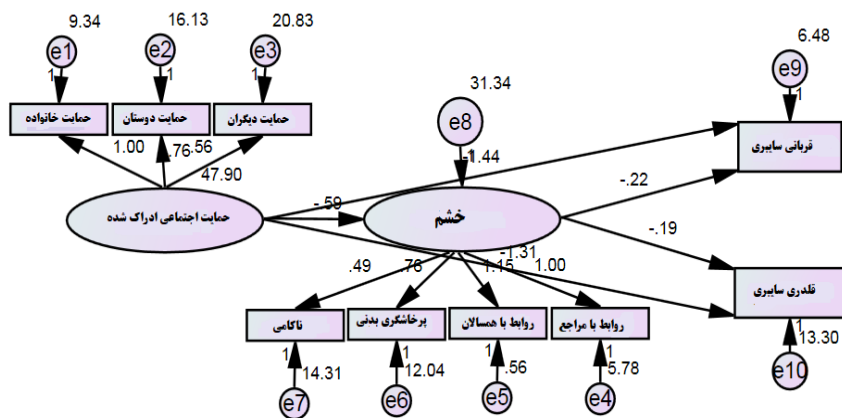 9.34
16.13
20.83
6.48
e1
e2
e3
e9
31.34
1
1
1
1
e8
حمایت خانواده
حمایت دوستان
حمایت دیگران
قربانی سایبری
1.00
.76
.56
1
-1.44
47.90
-.22
حمایت اجتماعی ادراک شده
-.59
خشم
-.19
.49
.76
1.15
-1.31
1.00
قلدری سایبری
ناکامی
پرخاشگری بدنی
روابط با همسالان
روابط با مراجع
1
1
1
1
1
14.31
12.04
.56
5.78
13.30
e7
e6
e5
e4
e10